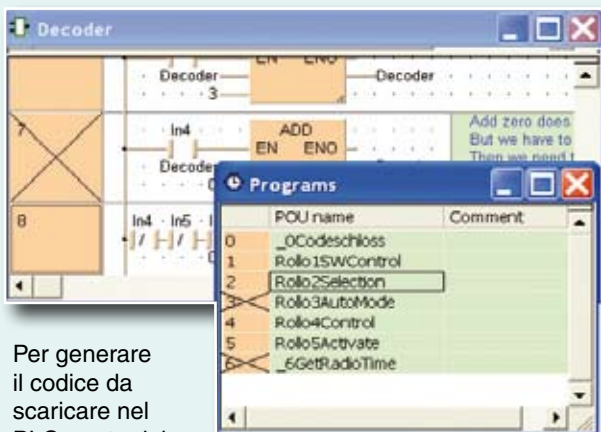 Decoder
EN ENO
Decoder Decoder
3
7
In4
ADD
EN ENO
Decoder
Add zero does
But we have to
Then we need t
8
In4 In5
Programs
POU name Comment
0 _0Codeschloss
1 Rollo1SWControl
2 Rollo2Selection
3 Rollo3AutoMode
4 Rollo4Control
5 Rollo5Activate
6 _6GetRadioTime
Per generare
il codice da
scaricare nel